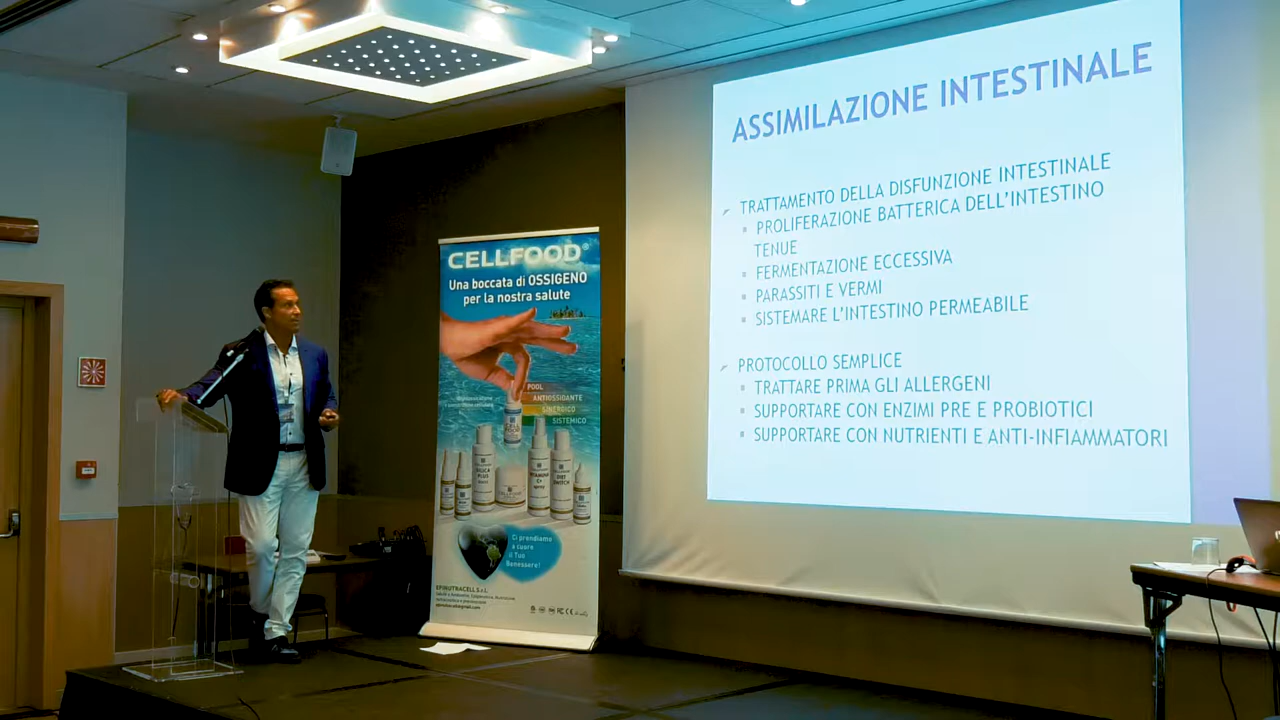 ASSIMILAZIONE INTESTINALE
TRATTAMENTO DELLA DISFUNZIONE INTESTINALE
PROLIFERAZIONE BATTERICA DELL'INTESTINO
TENUE
FERMENTAZIONE ECCESSIVA
PARASSITI E VERMI
SISTEMARE L'INTESTINO PERMEABILE
PROTOCOLLO SEMPLICE
TRATTARE PRIMA GLI ALLERGENI
SUPPORTARE CON ENZIMI PRE E PROBIOTICI
SUPPORTARE CON NUTRIENTI E ANTI-INFIAMMATORI
CELLFOOD®
Una boccata di OSSIGENO
per la nostra salute
POOL
ANTIOSSIDANTE
SINERGICO
SISTEMICO
Ci prendiamo
a cuore
il Tuo
Benessere!